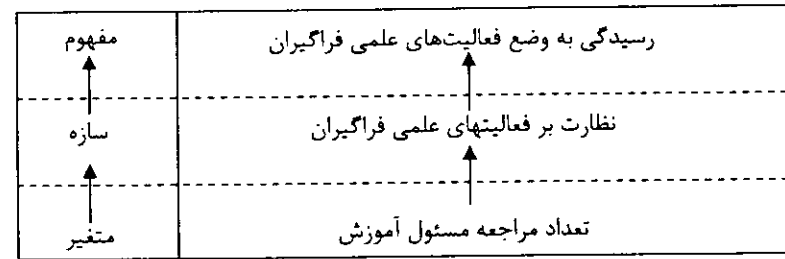 رسیدگی به وضع فعالیت‌های علمی فراگیران
مفهوم
نظارت بر فعالیتهای علمی فراگیران
سازه
تعداد مراجعه مسئول آموزش
متغیر